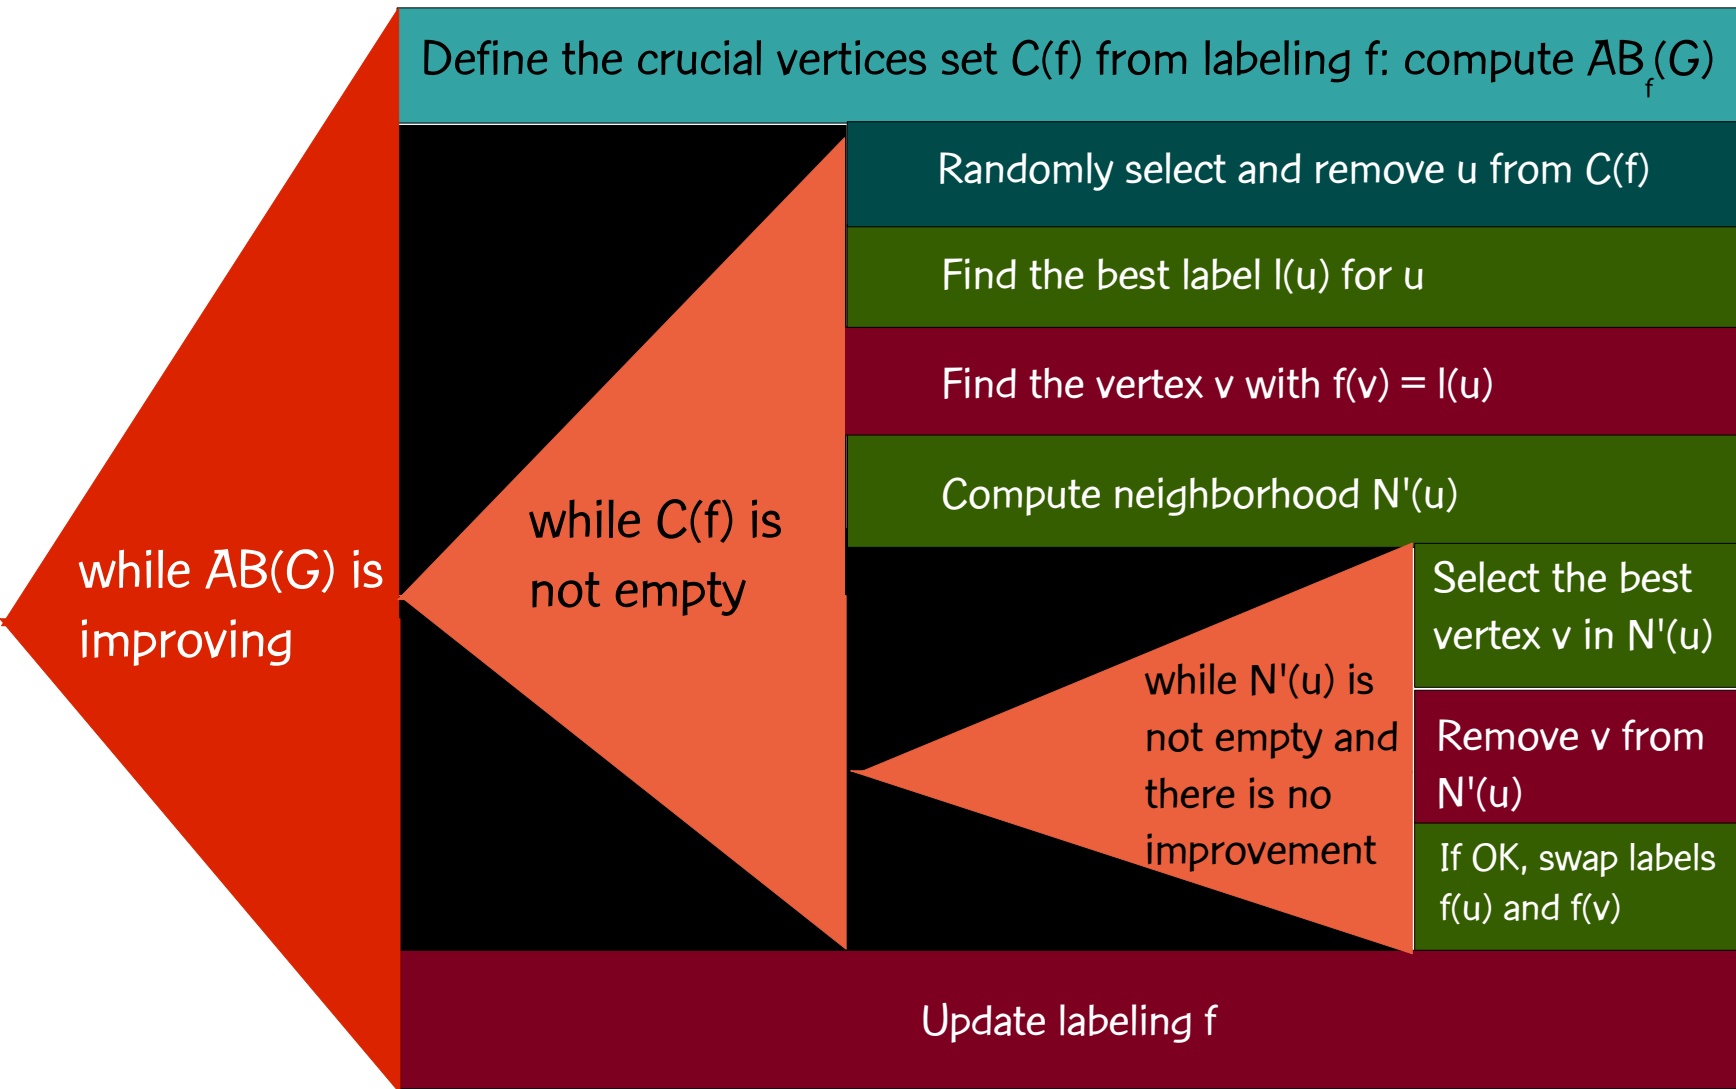 Define the crucial vertices set C(f) from labeling f: compute AB_f(G)
Randomly select and remove u from C(f)
Find the best label l(u) for u
Find the vertex v with f(v) = l(u)
Compute neighborhood N'(u)
while C(f) is
not empty
while AB(G) is
improving
Select the best
vertex v in N'(u)
while N'(u) is
not empty and
there is no
improvement
Remove v from
N'(u)
If OK, swap labels
f(u) and f(v)
Update labeling f